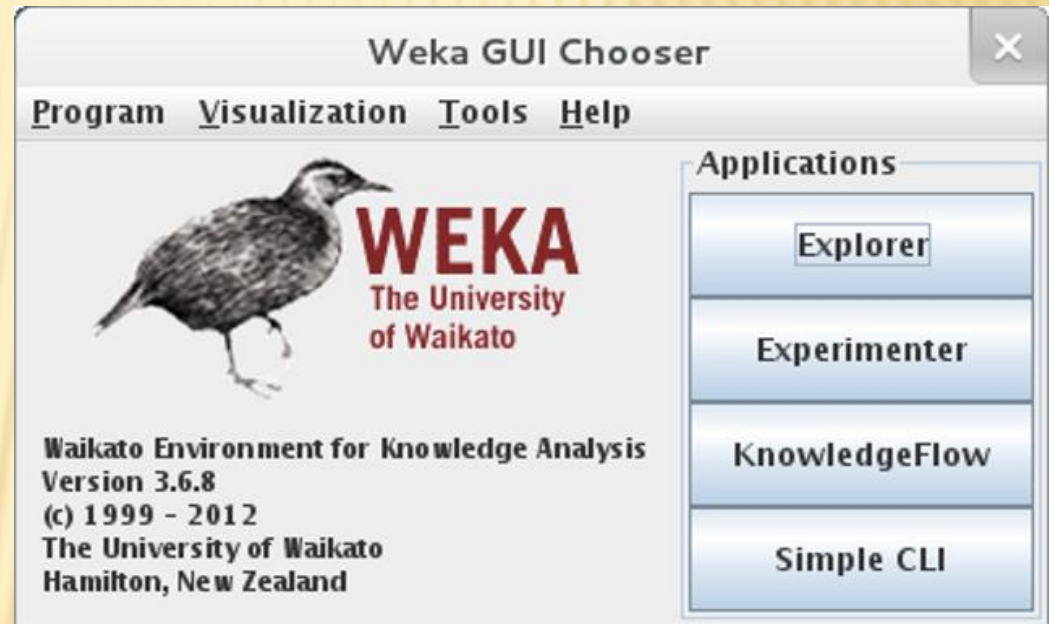 Weka GUI Chooser
Program Visualization Tools Help
WEKA
The University
of Waikato
Waikato Environment for Knowledge Analysis
Version 3.6.8
(c) 1999 - 2012
The University of Waikato
Hamilton, New Zealand
Applications
Explorer
Experimenter
KnowledgeFlow
Simple CLI